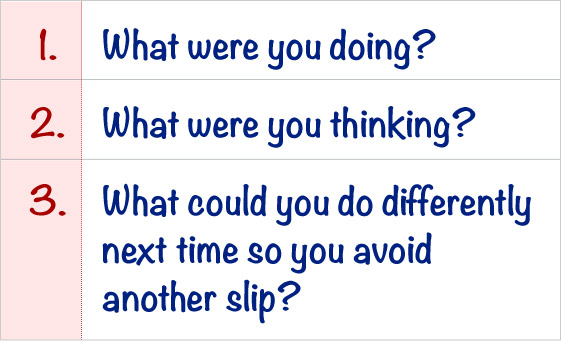 1. What were you doing?
2. What were you thinking?
3. What could you do differently
next time so you avoid
another slip?